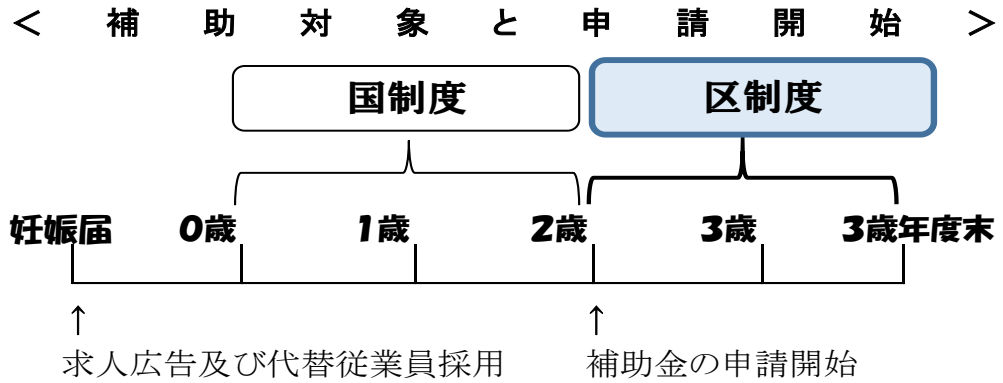 ＜補助対象と申請開始＞
国制度 区制度
妊娠届 0歳 1歳 2歳 3歳 3歳年度末
↑ ↑
求人広告及び代替従業員採用 補助金の申請開始